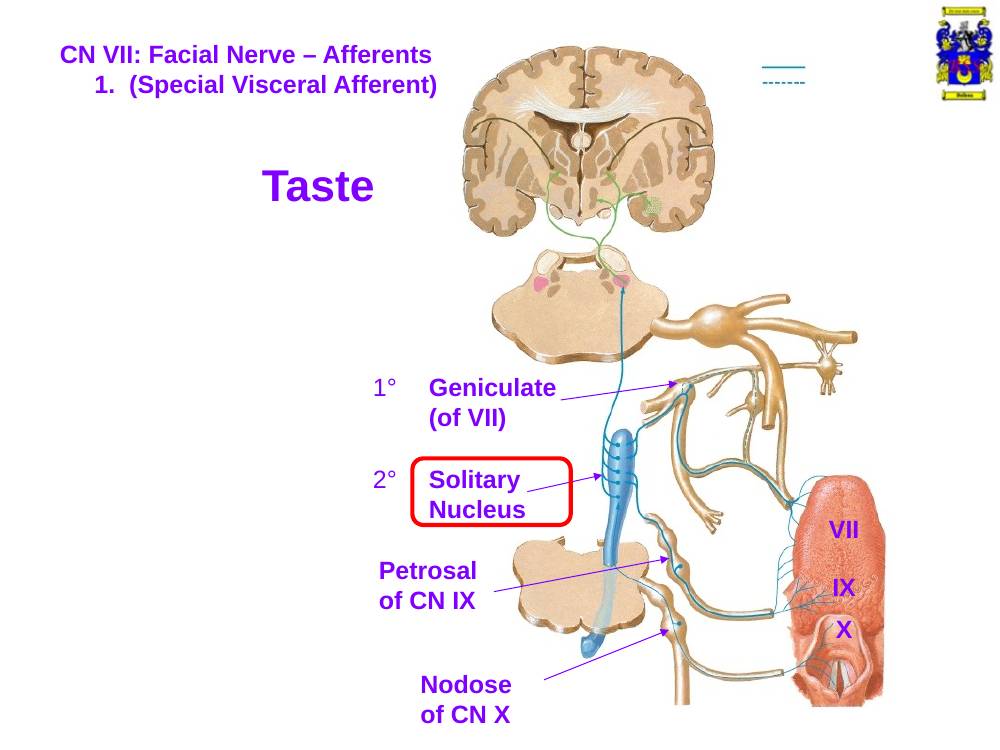 CN VII: Facial Nerve – Afferents
1. (Special Visceral Afferent)
Taste
1° Geniculate
(of VII)
2° Solitary
Nucleus
Petrosal
of CN IX
Nodose
of CN X
VII
IX
X